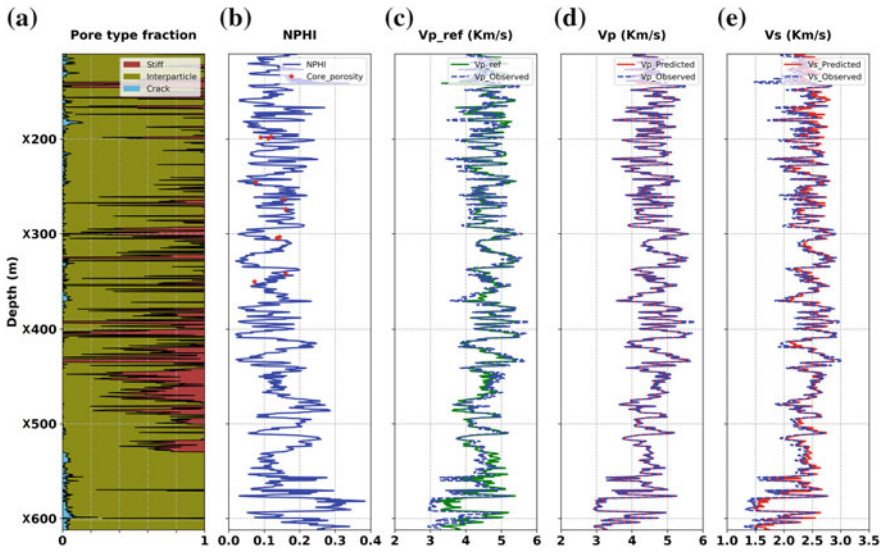 (a) (b) (c) (d) (e)
Pore type fraction NPHI Vp_ref (Km/s) Vp (Km/s) Vs (Km/s)
Stiff NPHI Vp_ref Vp_Predicted Vs_Predicted
Interparticle Core_porosity Vp_Observed Vp_Observed Vs_Observed
Crack
X200
X300
Depth (m)
X400
X500
X600
0 1 0.0 0.1 0.2 0.3 0.4 2 3 4 5 6 2 3 4 5 6 1.0 1.5 2.0 2.5 3.0 3.5